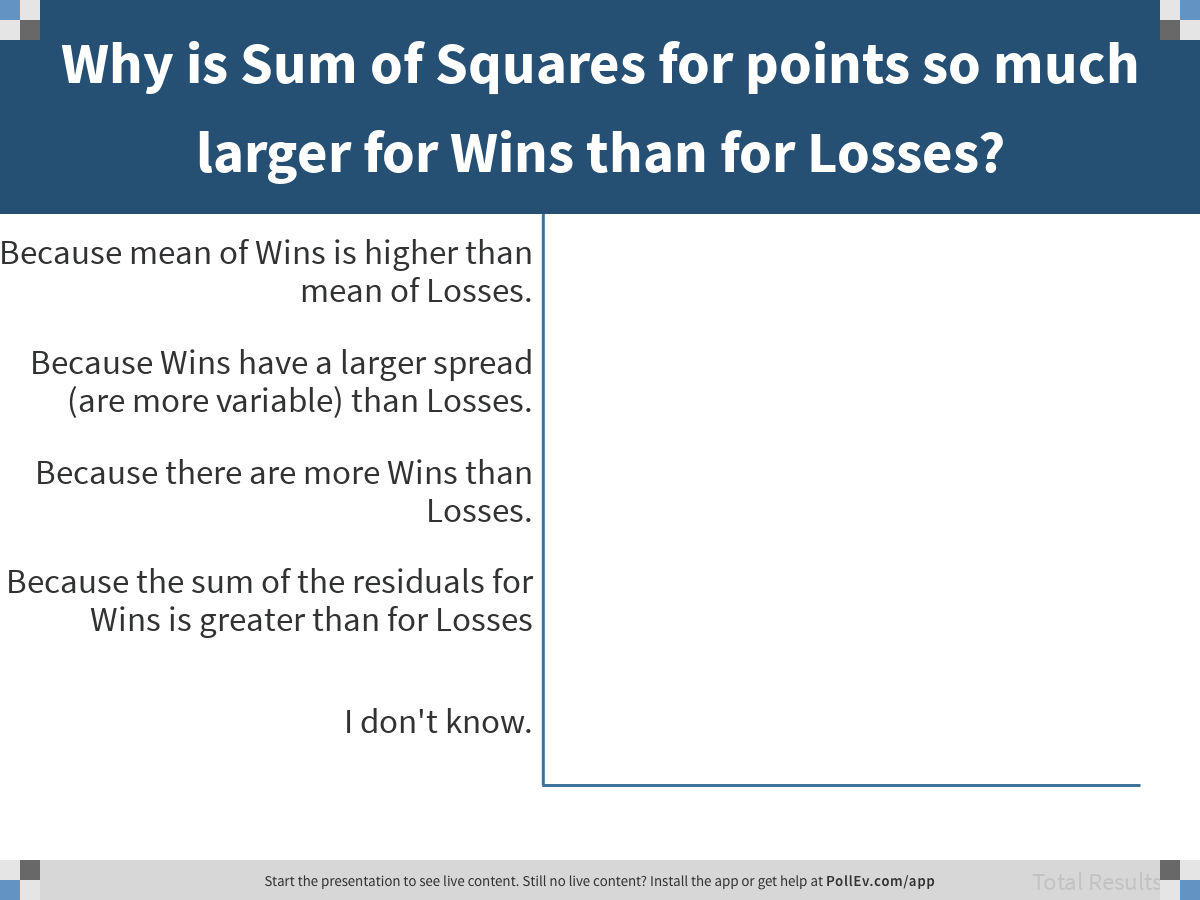 Why is Sum of Squares for points so much
larger for Wins than for Losses?
Because mean of Wins is higher than
mean of Losses.
Because Wins have a larger spread
(are more variable) than Losses.
Because there are more Wins than
Losses.
Because the sum of the residuals for
Wins is greater than for Losses
I don't know.
Start the presentation to see live content. Still no live content? Install the app or get help at PollEv.com/app
Total Results